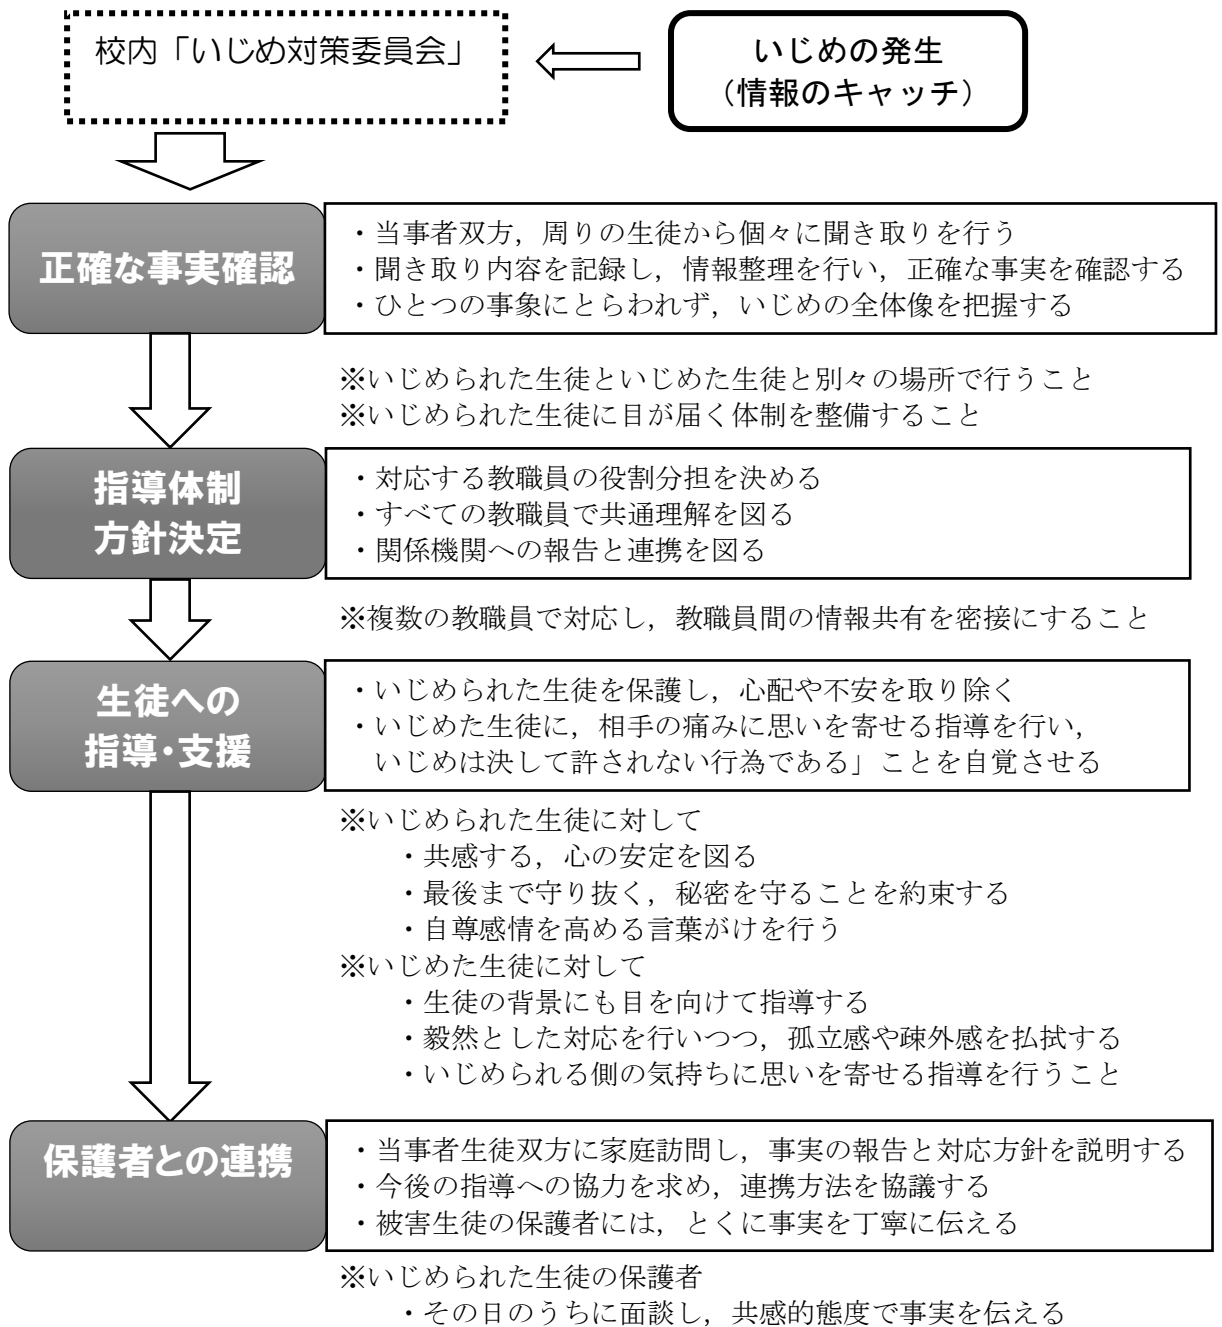 校内「いじめ対策委員会」
いじめの発生
（情報のキャッチ）
正確な事実確認
・当事者双方，周りの生徒から個々に聞き取りを行う
・聞き取り内容を記録し，情報整理を行い，正確な事実を確認する
・ひとつの事象にとらわれず，いじめの全体像を把握する
※いじめられた生徒といじめた生徒と別々の場所で行うこと
※いじめられた生徒に目が届く体制を整備すること
指導体制
方針決定
・対応する教職員の役割分担を決める
・すべての教職員で共通理解を図る
・関係機関への報告と連携を図る
※複数の教職員で対応し，教職員間の情報共有を密接にすること
生徒への
指導・支援
・いじめられた生徒を保護し，心配や不安を取り除く
・いじめた生徒に，相手の痛みに思いを寄せる指導を行い，
いじめは決して許されない行為である」ことを自覚させる
※いじめられた生徒に対して
・共感する，心の安定を図る
・最後まで守り抜く，秘密を守ることを約束する
・自尊感情を高める言葉がけを行う
※いじめた生徒に対して
・生徒の背景にも目を向けて指導する
・毅然とした対応を行いつつ，孤立感や疎外感を払拭する
・いじめられる側の気持ちに思いを寄せる指導を行うこと
保護者との連携
・当事者生徒双方に家庭訪問し，事実の報告と対応方針を説明する
・今後の指導への協力を求め，連携方法を協議する
・被害生徒の保護者には，とくに事実を丁寧に伝える
※いじめられた生徒の保護者
・その日のうちに面談し，共感的態度で事実を伝える